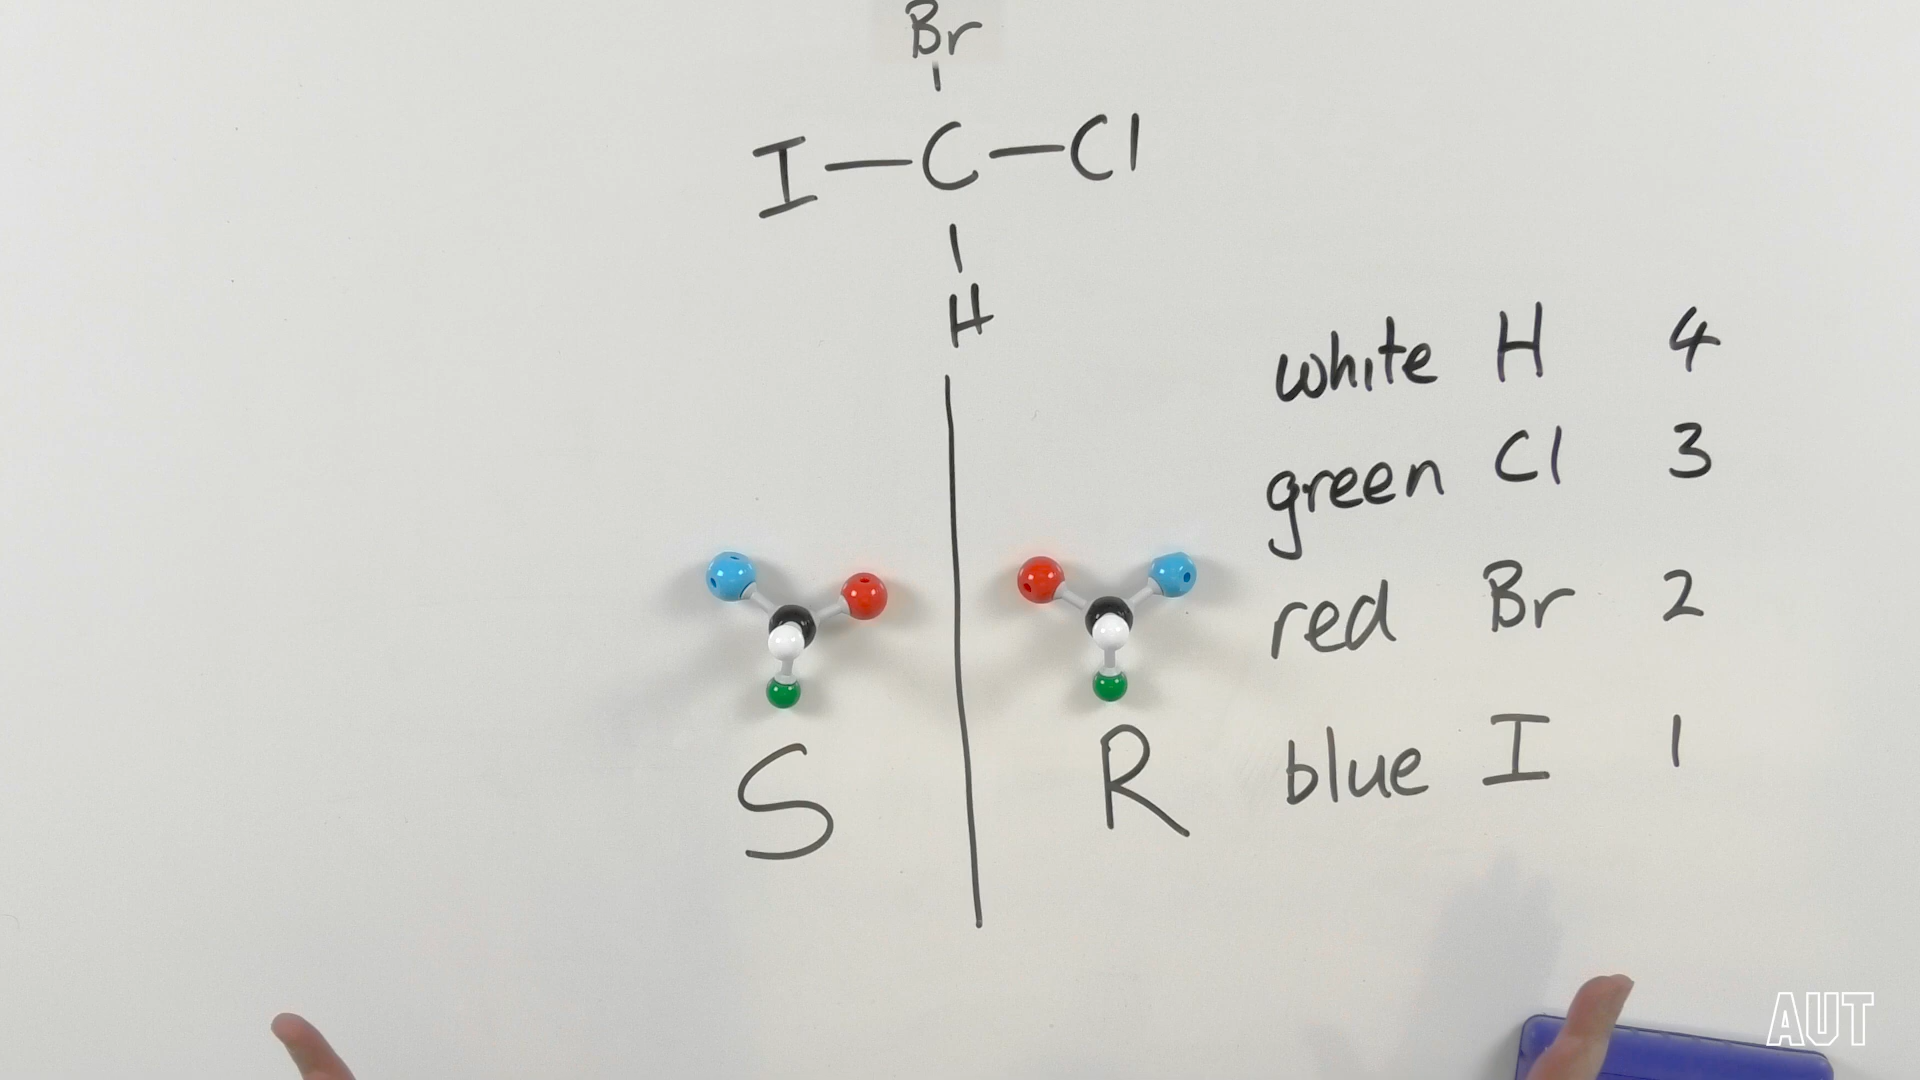 Br
I—C—Cl
H
white H 4
green Cl 3
red Br 2
blue I 1
S R
AUT